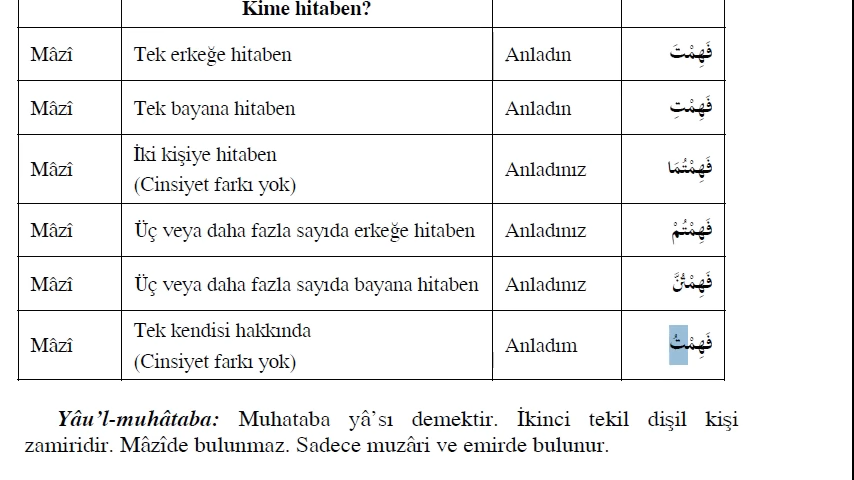 Kime hitaben?
Mâzî Tek erkeğe hitaben Anladın فَهِمْتَ
Mâzî Tek bayana hitaben Anladın فَهِمْتِ
Mâzî İki kişiye hitaben
(Cinsiyet farkı yok) Anladınız فَهِمْتُمَا
Mâzî Üç veya daha fazla sayıda erkeğe hitaben Anladınız فَهِمْتُمْ
Mâzî Üç veya daha fazla sayıda bayana hitaben Anladınız فَهِمْتُنَّ
Mâzî Tek kendisi hakkında
(Cinsiyet farkı yok) Anladım فَهِمْتُ
Yâu’l-muhâtaba: Muhataba yâ’sı demektir. İkinci tekil dişil kişi
zamiridir. Mâzîde bulunmaz. Sadece muzâri ve emirde bulunur.